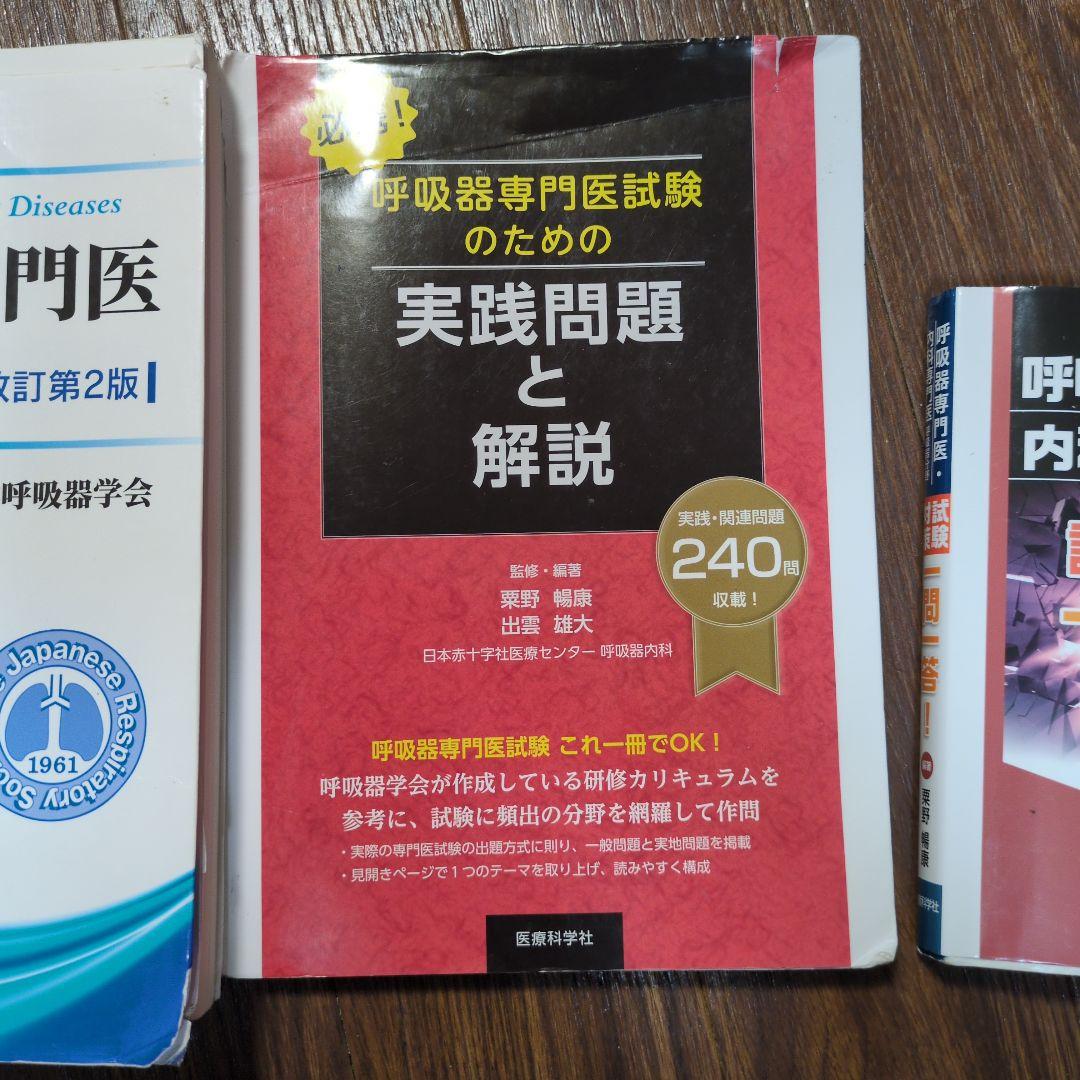 Diseases
門医
改訂第2版
呼吸器学会
Japanese Respiratory
1961
呼吸器専門医試験
のための
実践問題
と
解説
実践・関連問題
240問
収載！
監修・編著
粟野 暢康
出雲 雄大
日本赤十字社医療センター 呼吸器内科
呼吸器専門医試験 これ一冊でOK！
呼吸器学会が作成している研修カリキュラムを
参考に、試験に頻出の分野を網羅して作問
・実際の専門医試験の出題方式に則り、一般問題と実地問題を掲載
・見開きページで1つのテーマを取り上げ、読みやすく構成
医療科学社
呼吸器専門医・
内科専門医
試験
一問一答！
編著 粟野 暢康
科学社
呼
内